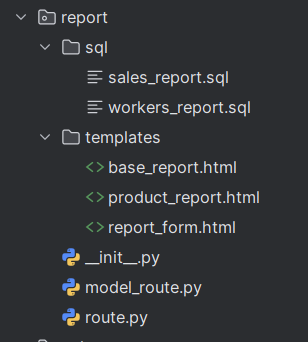 report
sql
sales_report.sql
workers_report.sql
templates
base_report.html
product_report.html
report_form.html
__init__.py
model_route.py
route.py